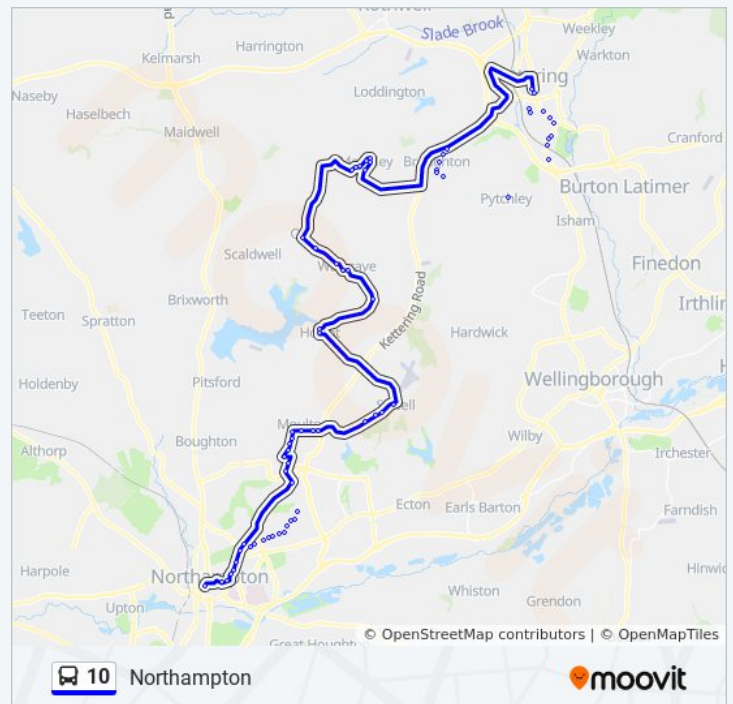 Slade Brook
Weekley
Kelmarsh
Harrington
Warkton
Naseby
Loddington
Haselbech
Maidwell
Cranford
Burton Latimer
Pytchley
Isham
Scaldwell
Finedon
Brixworth
Teeton
Spratton
Kettering Road
Hardwick
Holdenby
Pitsford
Wellingborough
Boughton
Wilby
Althorp
Irchester
Ecton
Earls Barton
Farndish
Harpole
Northampton
Whiston
Upton
Grendon
© OpenStreetMap contributors | © OpenMapTiles
10 Northampton
moovit